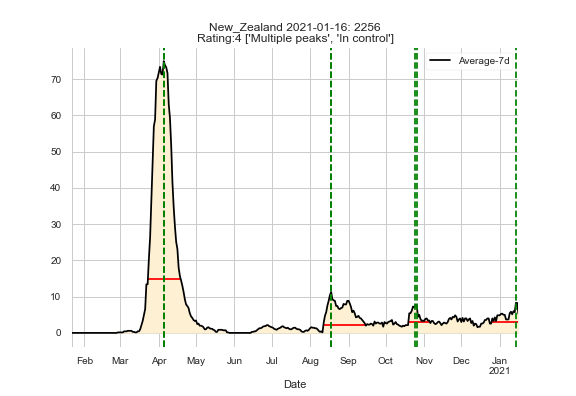 New_Zealand 2021-01-16: 2256
Rating:4 ['Multiple peaks', 'In control']
Average-7d
70
60
50
40
30
20
10
0
Feb Mar Apr May Jun Jul Aug Sep Oct Nov Dec Jan
2021
Date